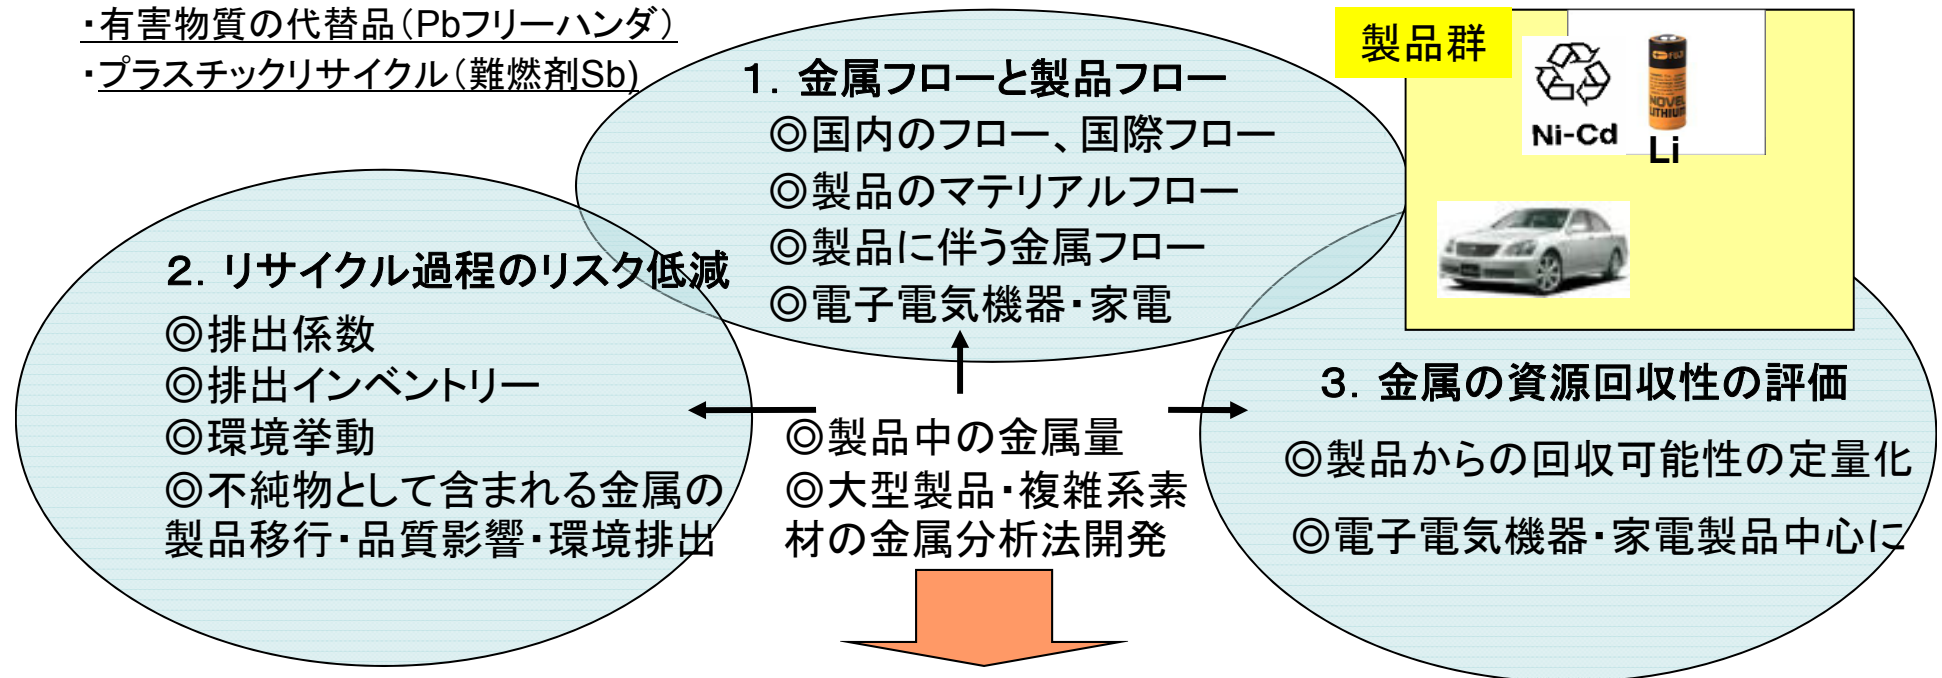 ・有害物質の代替品（Pbフリーハンダ）
・プラスチックリサイクル（難燃剤Sb)
製品群
Ni-Cd
NOVEL
LITHIUM
Li
１．金属フローと製品フロー
◎国内のフロー、国際フロー
◎製品のマテリアルフロー
◎製品に伴う金属フロー
◎電子電気機器・家電
２．リサイクル過程のリスク低減
◎排出係数
◎排出インベントリー
◎環境挙動
◎不純物として含まれる金属の
製品移行・品質影響・環境排出
◎製品中の金属量
◎大型製品・複雑系素
材の金属分析法開発
３．金属の資源回収性の評価
◎製品からの回収可能性の定量化
◎電子電気機器・家電製品中心に